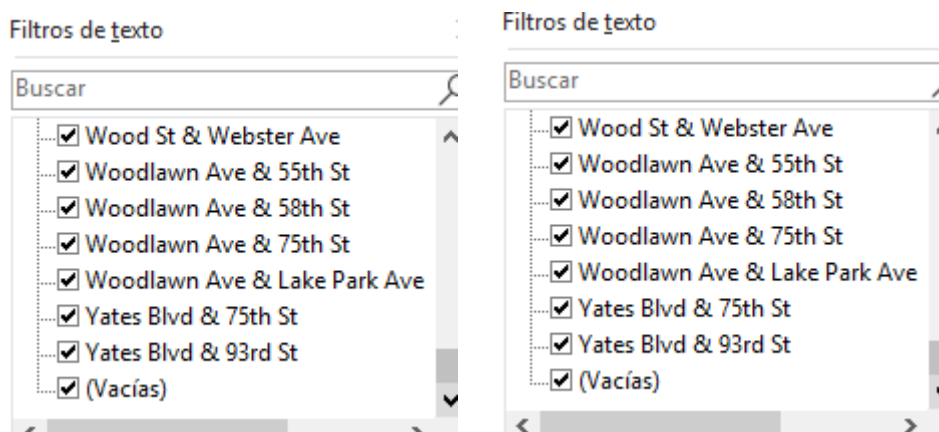 Filtros de texto
Buscar
Wood St & Webster Ave
Woodlawn Ave & 55th St
Woodlawn Ave & 58th St
Woodlawn Ave & 75th St
Woodlawn Ave & Lake Park Ave
Yates Blvd & 75th St
Yates Blvd & 93rd St
(Vacías)
Filtros de texto
Buscar
Wood St & Webster Ave
Woodlawn Ave & 55th St
Woodlawn Ave & 58th St
Woodlawn Ave & 75th St
Woodlawn Ave & Lake Park Ave
Yates Blvd & 75th St
Yates Blvd & 93rd St
(Vacías)